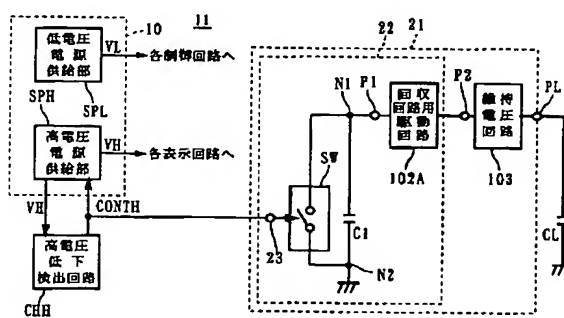 10
11
低電圧
電源
供給部
VL
各制御回路へ
SPL
SPH
高電圧
電源
供給部
VH
各表示回路へ
VH
CONTH
高電圧
低下
検出回路
CHH
22
21
N1
P1
回収
回路用
駆動
回路
102A
P2
維持
電圧
回路
103
PL
SW
23
C1
N2
CL